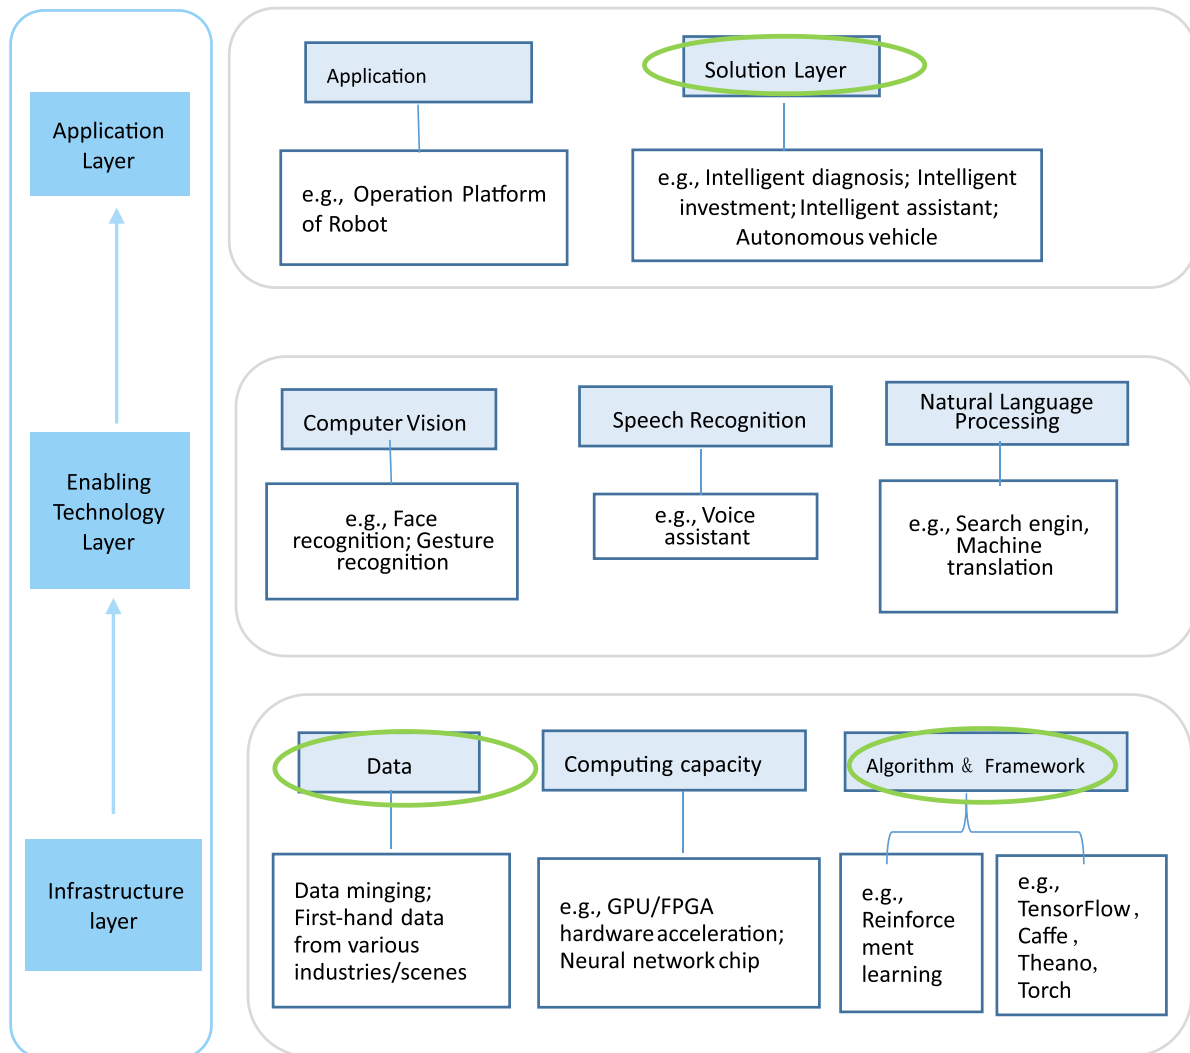 Application
Layer
Application
Solution Layer
e.g., Operation Platform
of Robot
e.g., Intelligent diagnosis; Intelligent
investment; Intelligent assistant;
Autonomous vehicle
Enabling
Technology
Layer
Computer Vision
Speech Recognition
Natural Language
Processing
e.g., Face
recognition; Gesture
recognition
e.g., Voice
assistant
e.g., Search engin,
Machine
translation
Infrastructure
layer
Data
Computing capacity
Algorithm & Framework
Data minging;
First-hand data
from various
industries/scenes
e.g., GPU/FPGA
hardware acceleration;
Neural network chip
e.g.,
Reinforce
ment
learning
e.g.,
TensorFlow,
Caffe,
Theano,
Torch